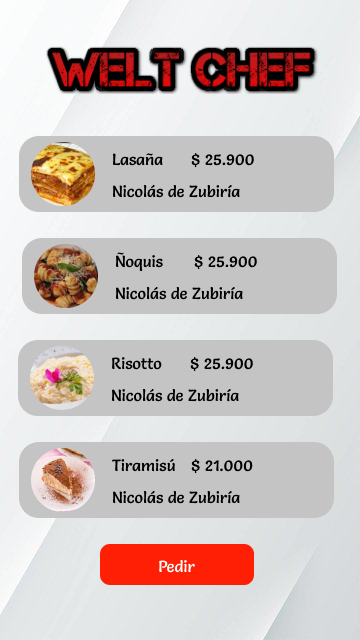 WELT CHEF
Lasaña $ 25.900
Nicolás de Zubiría
Ñoquis $ 25.900
Nicolás de Zubiría
Risotto $ 25.900
Nicolás de Zubiría
Tiramisú $ 21.000
Nicolás de Zubiría
Pedir